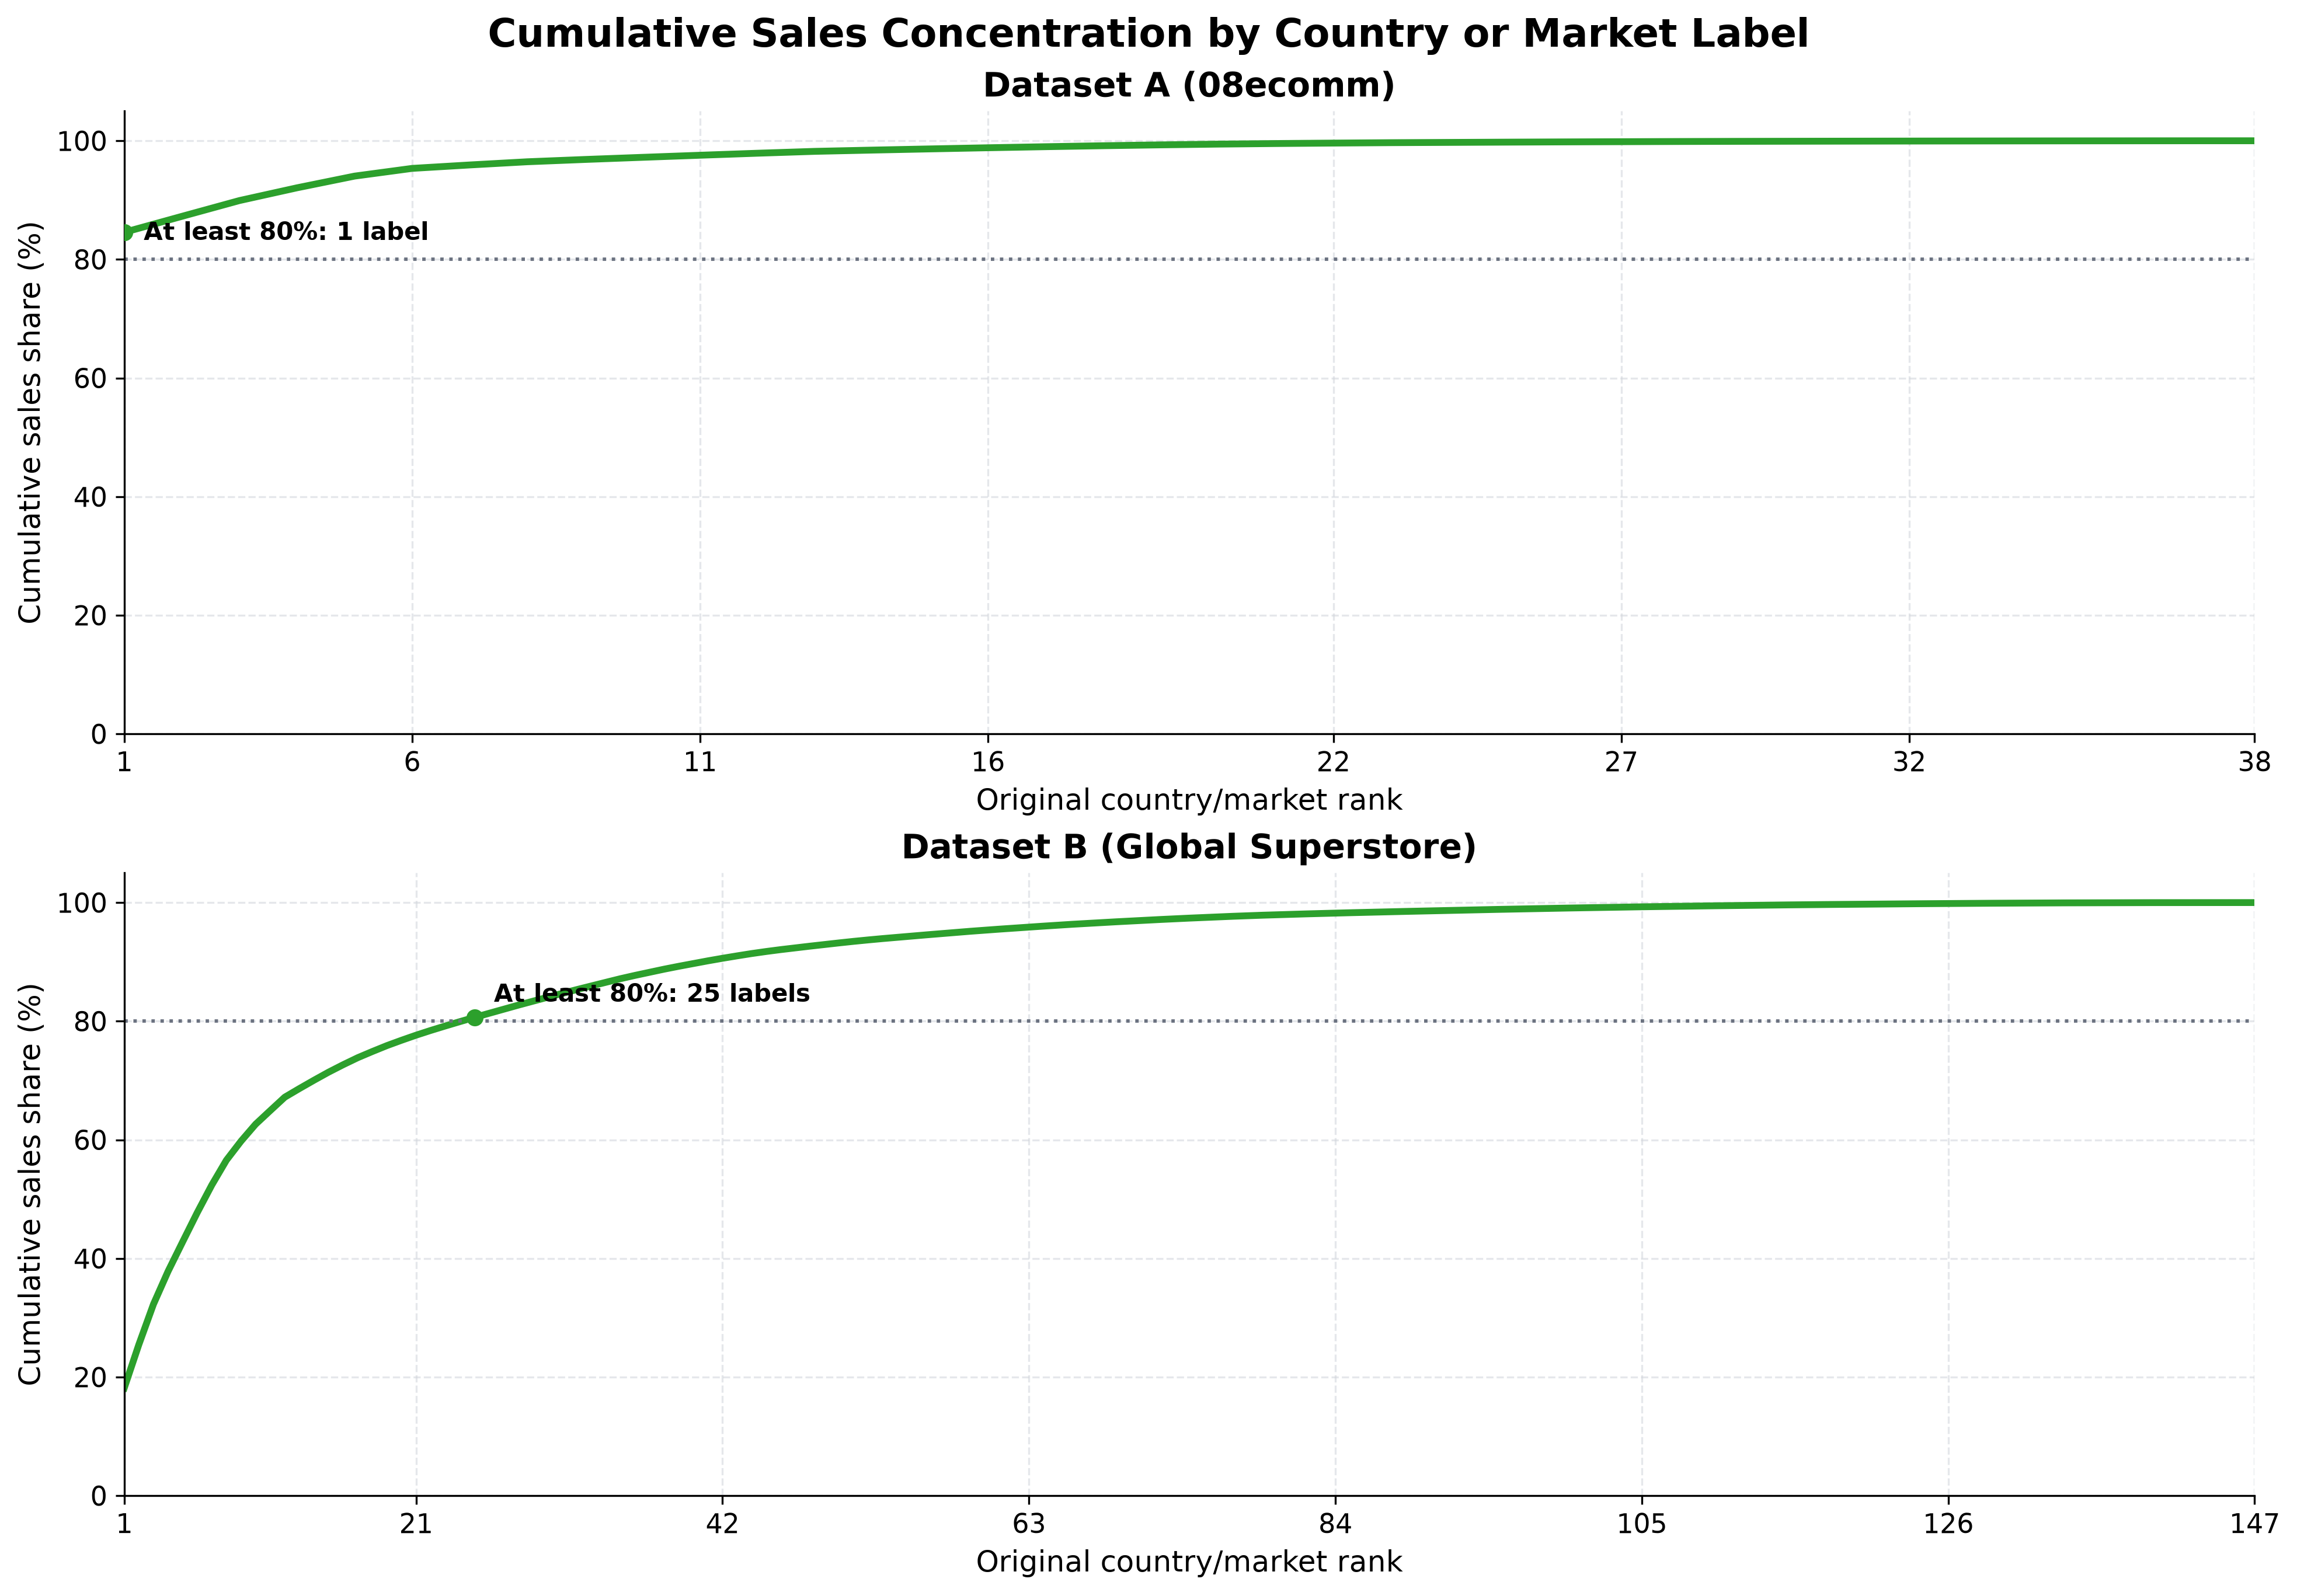 Cumulative Sales Concentration by Country or Market Label
Dataset A (08ecomm)
Cumulative sales share (%)
100
80
60
40
20
0
At least 80%: 1 label
1 6 11 16 22 27 32 38
Original country/market rank
Dataset B (Global Superstore)
Cumulative sales share (%)
100
80
60
40
20
0
At least 80%: 25 labels
1 21 42 63 84 105 126 147
Original country/market rank